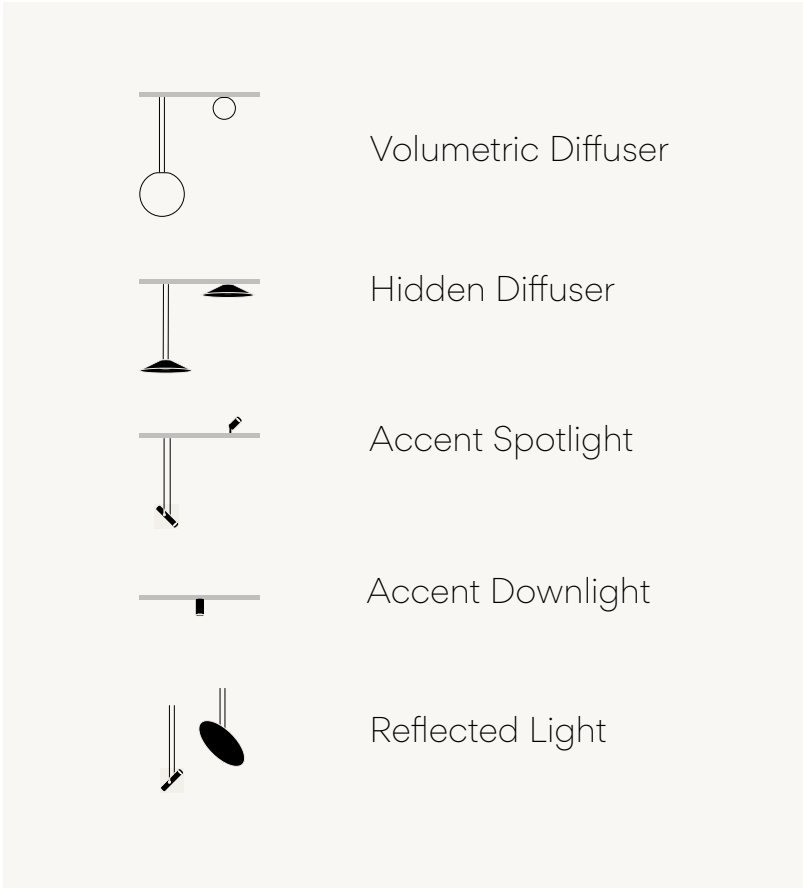 Volumetric Diffuser
Hidden Diffuser
Accent Spotlight
Accent Downlight
Reflected Light